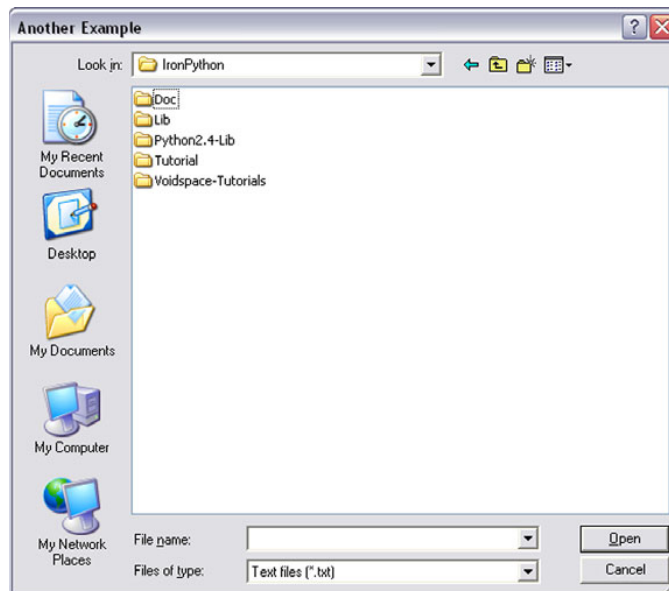 Another Example
Look in:
IronPython
Doc
Lib
Python2.4-Lib
Tutorial
Voidspace-Tutorials
My Recent
Documents
Desktop
My Documents
My Computer
My Network
Places
File name:
Open
Files of type:
Text files (*.txt)
Cancel